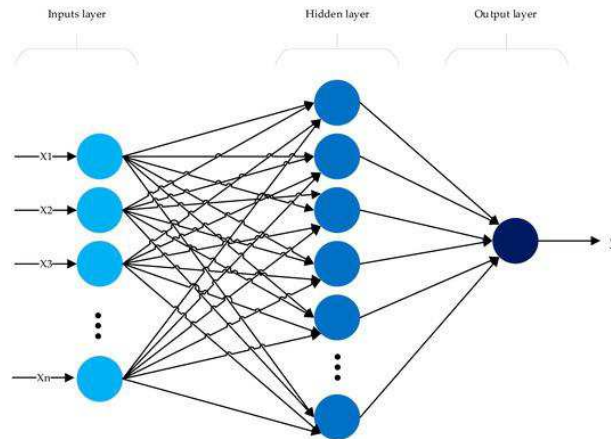 Inputs layer
Hidden layer
Output layer
X1
X2
X3
Xn